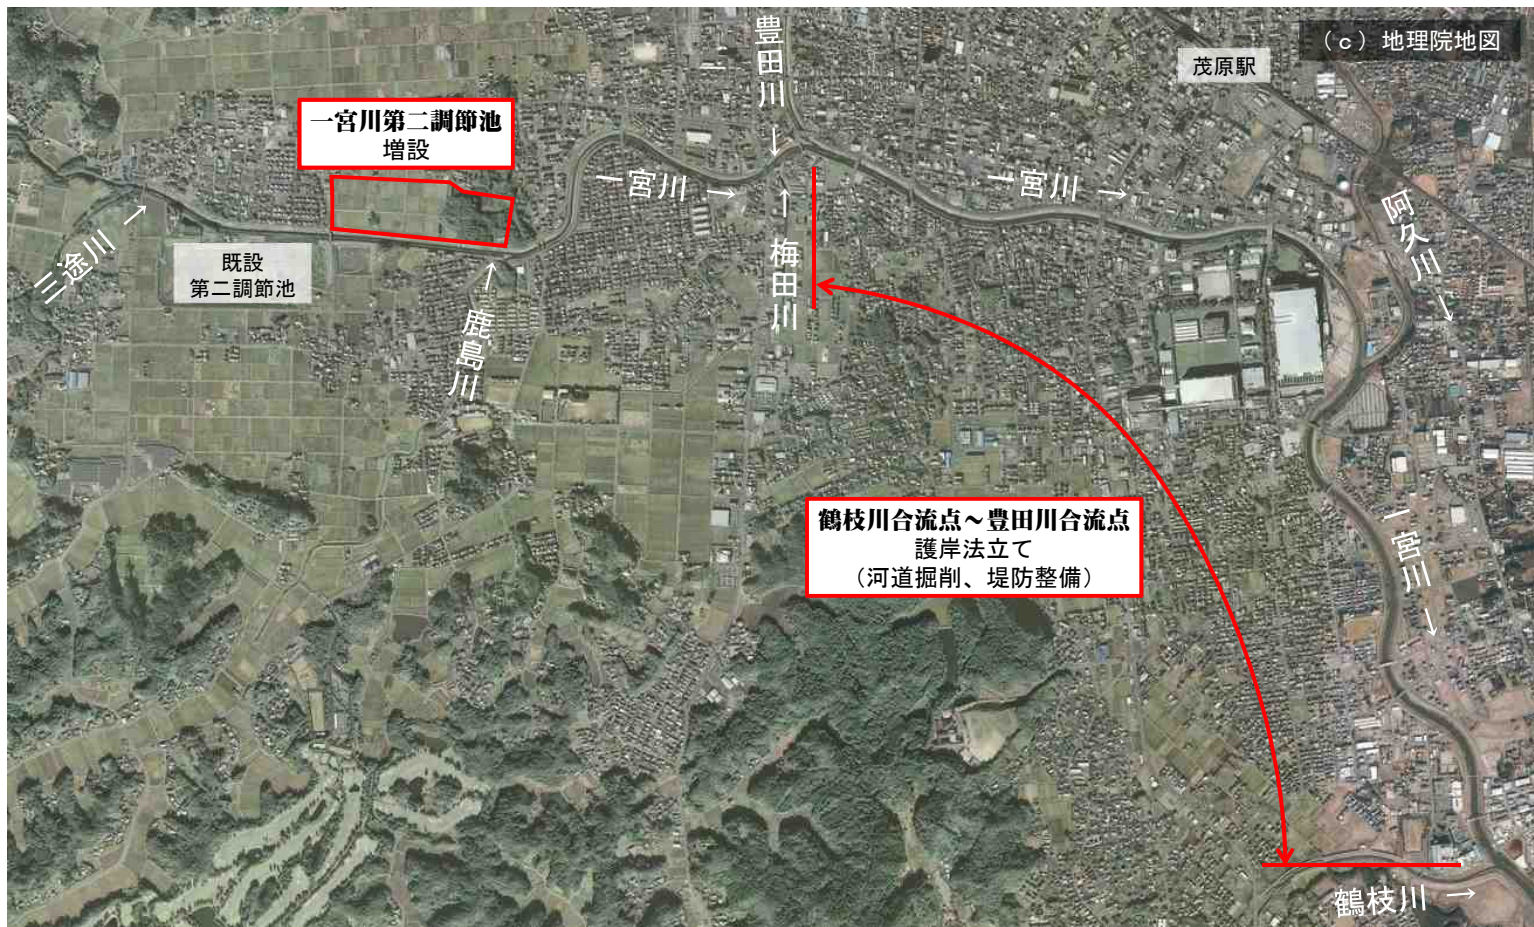 （ｃ）地理院地図
茂原駅
豊田川→
一宮川第二調節池
増設
一宮川→
一宮川→
阿久川→
三途川→
既設
第二調節池
梅田川→
鹿島川→
鶴枝川合流点～豊田川合流点
護岸法立て
（河道掘削、堤防整備）
一宮川→
鶴枝川→